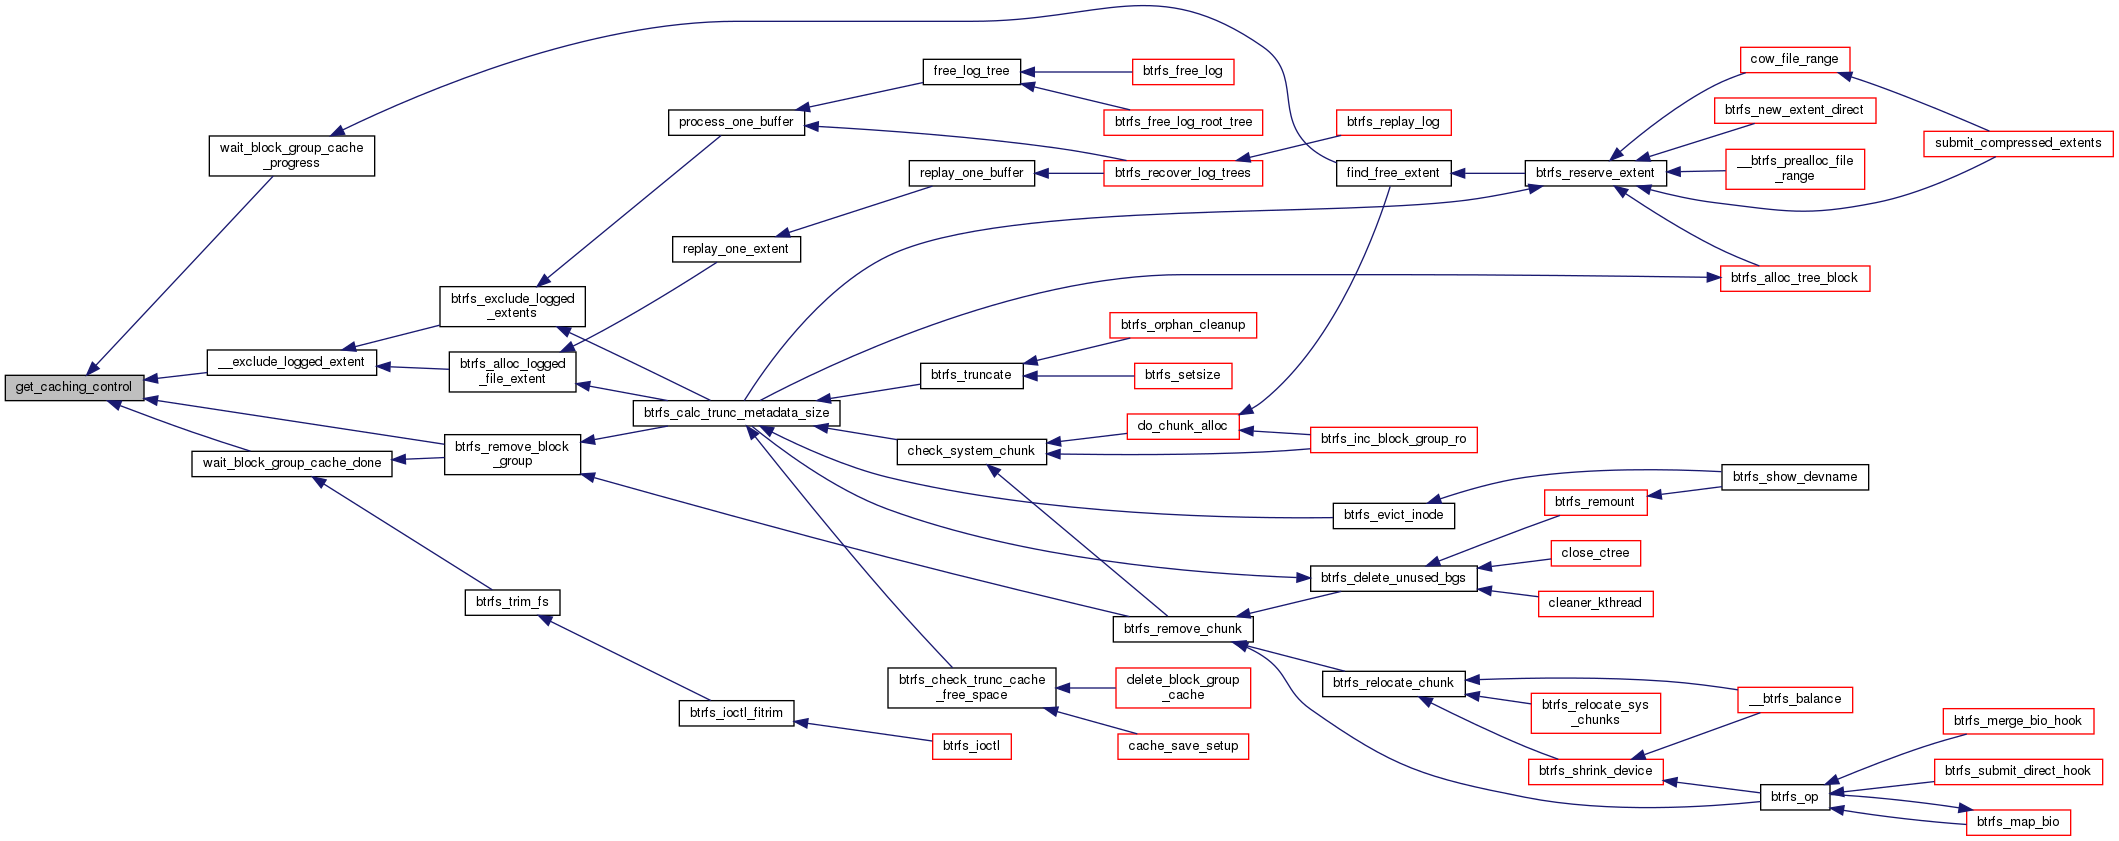 get_caching_control
wait_block_group_cache
_progress
__exclude_logged_extent
wait_block_group_cache_done
btrfs_exclude_logged
_extents
btrfs_alloc_logged
_file_extent
btrfs_remove_block
_group
btrfs_trim_fs
process_one_buffer
replay_one_extent
btrfs_calc_trunc_metadata_size
btrfs_ioctl_fitrim
free_log_tree
replay_one_buffer
btrfs_truncate
check_system_chunk
btrfs_check_trunc_cache
_free_space
btrfs_ioctl
btrfs_free_log
btrfs_free_log_root_tree
btrfs_recover_log_trees
btrfs_orphan_cleanup
btrfs_setsize
do_chunk_alloc
btrfs_remove_chunk
delete_block_group
_cache
cache_save_setup
btrfs_replay_log
find_free_extent
btrfs_inc_block_group_ro
btrfs_evict_inode
btrfs_delete_unused_bgs
btrfs_relocate_chunk
btrfs_reserve_extent
btrfs_remount
close_ctree
cleaner_kthread
btrfs_relocate_sys
_chunks
btrfs_shrink_device
cow_file_range
btrfs_new_extent_direct
__btrfs_prealloc_file
_range
btrfs_alloc_tree_block
btrfs_show_devname
__btrfs_balance
btrfs_op
submit_compressed_extents
btrfs_merge_bio_hook
btrfs_submit_direct_hook
btrfs_map_bio